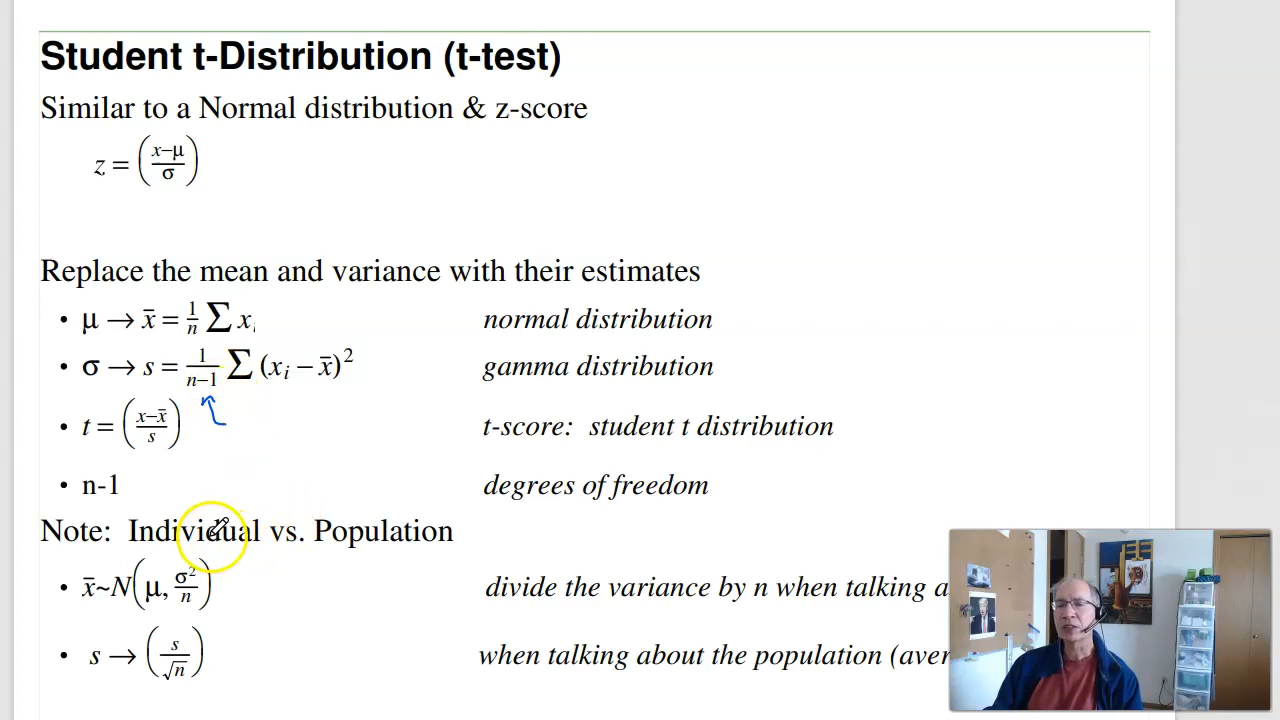 Student t-Distribution (t-test)
Similar to a Normal distribution & z-score
z = (x−μ / σ)
Replace the mean and variance with their estimates
• μ → x̄ = 1/n ∑ xᵢ normal distribution
• σ → s = 1/(n−1) ∑ (xᵢ − x̄)² gamma distribution
• t = (x−x̄ / s) t-score: student t distribution
• n-1 degrees of freedom
Note: Individual vs. Population
• x̄~N(μ, σ²/n) divide the variance by n when talking a
• s → (s / √n) when talking about the population (aver